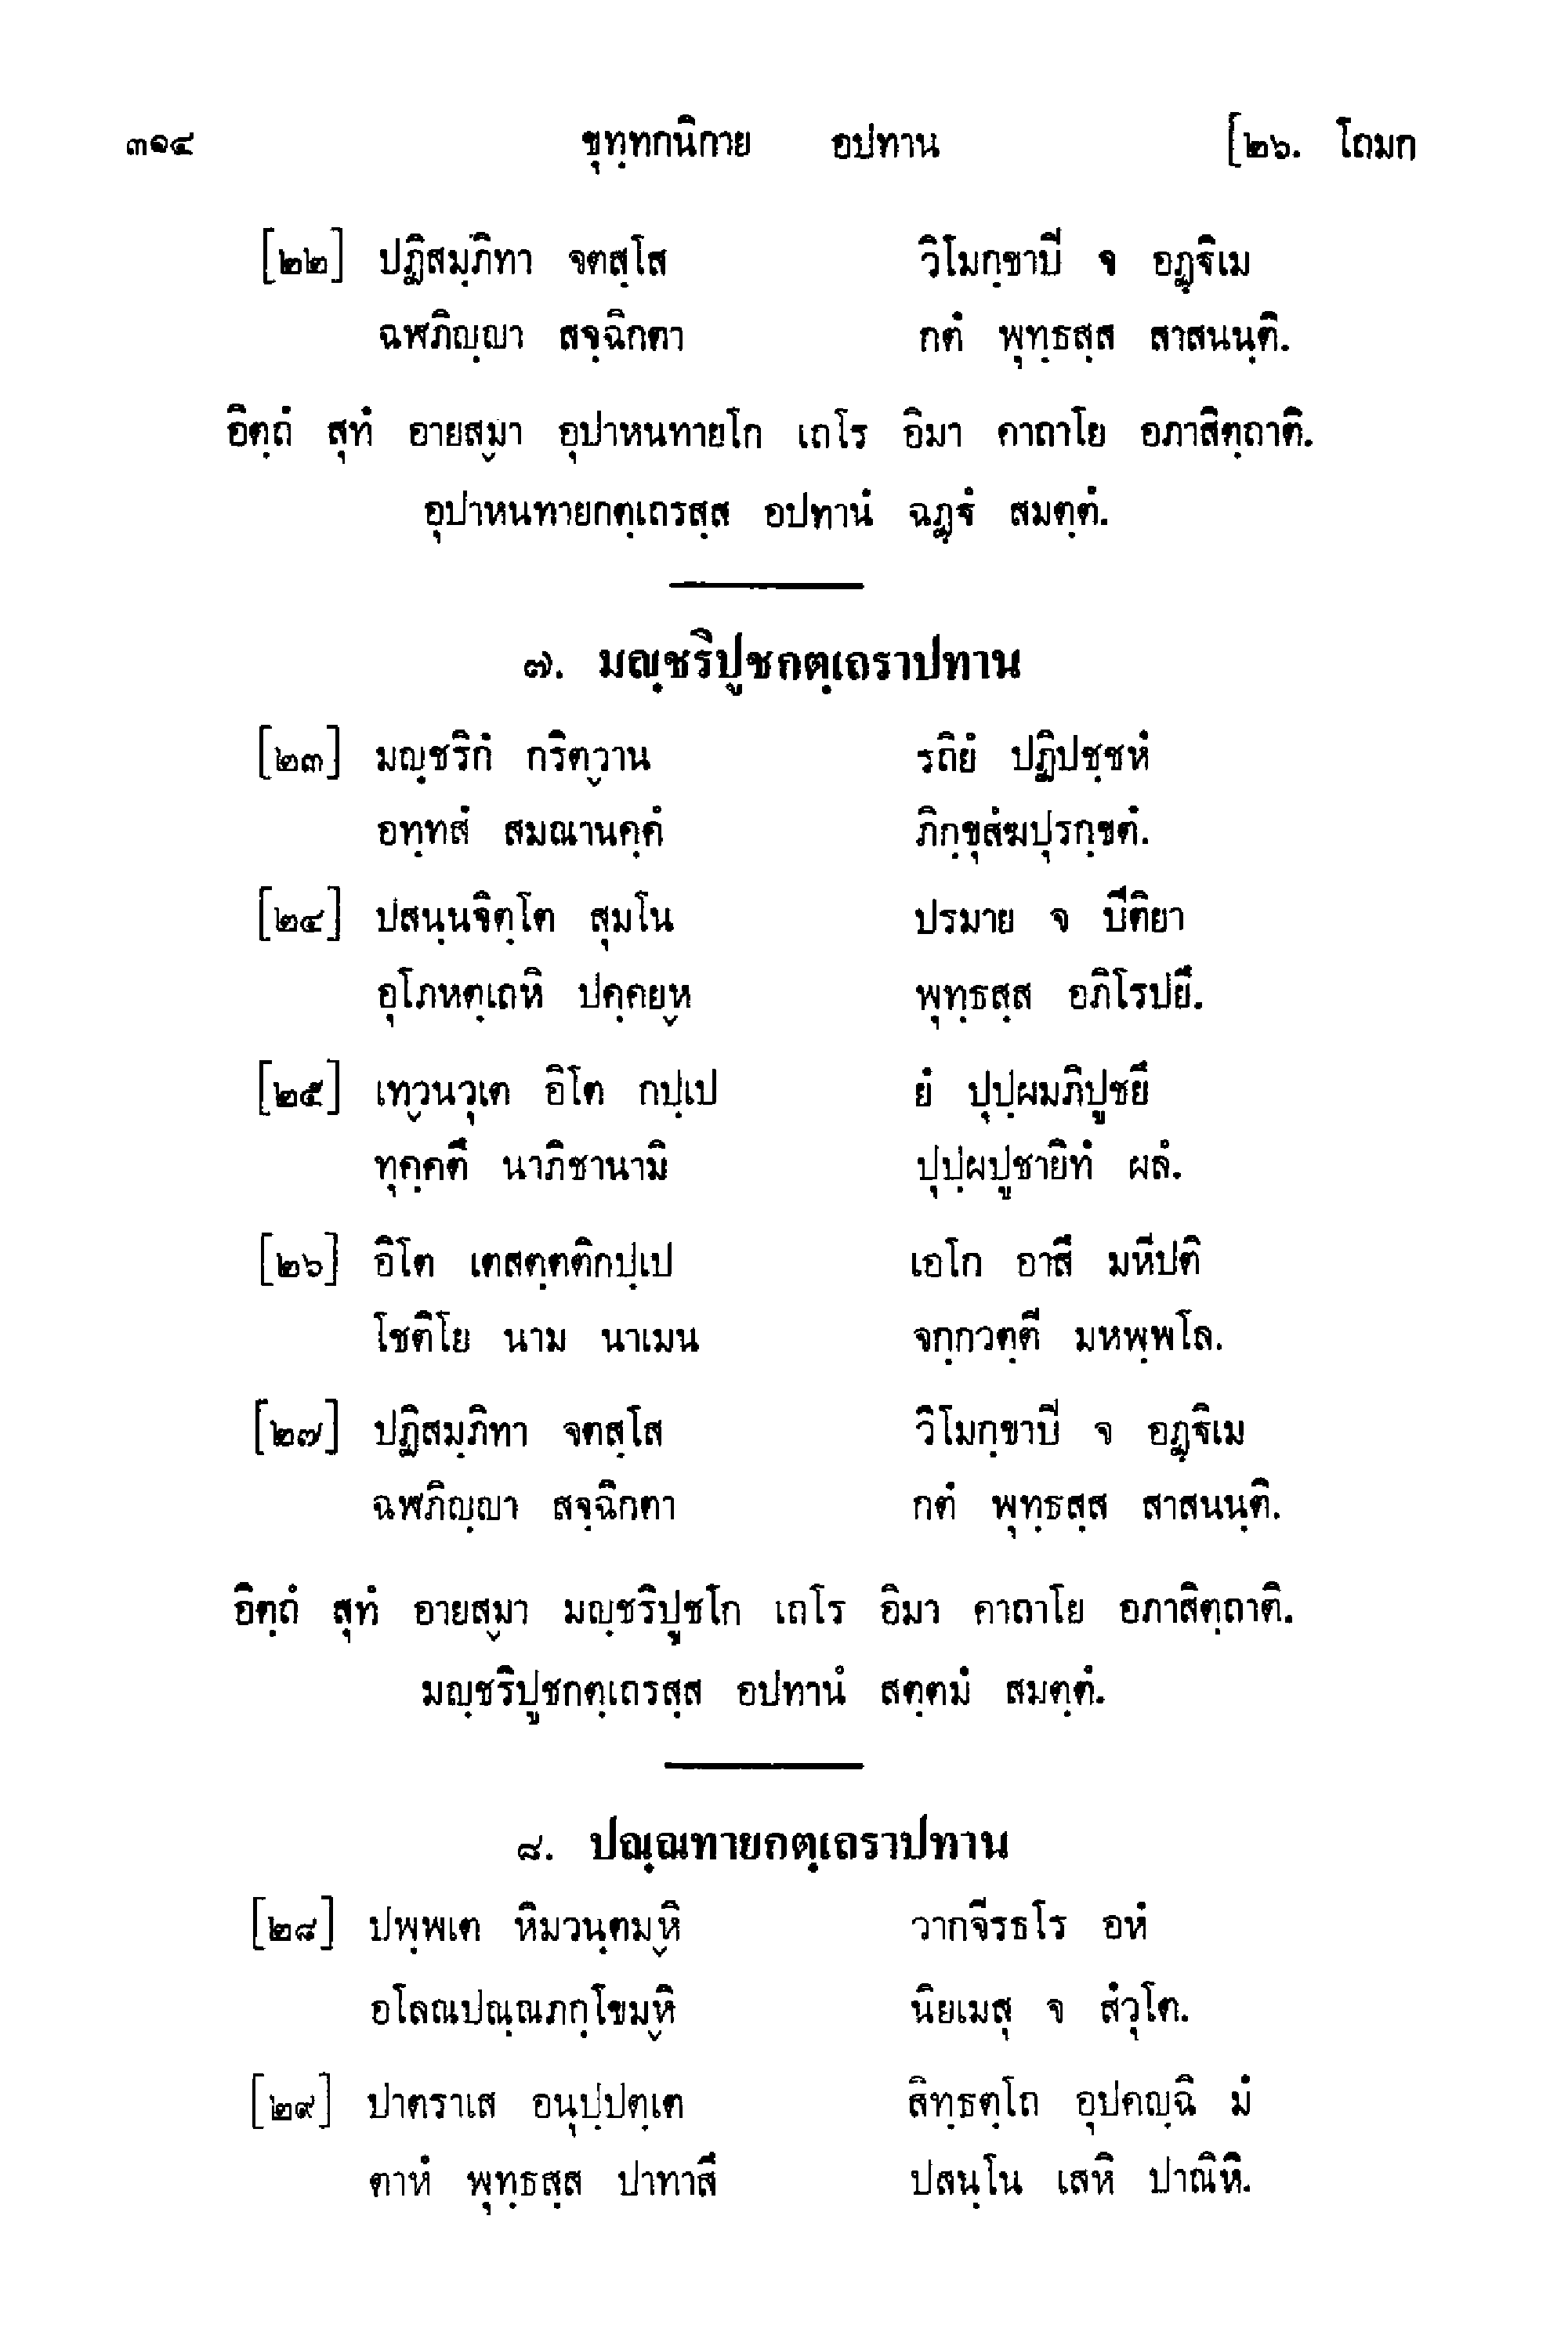 ๓๑๔ ขุทฺทกนิกาย อปทาน [๒๖. โถมก
[๒๒] ปฏิสมฺภิทา จตสฺโส วิโมกฺขาปี จ อฏฺฐิเม
ฉฬภิญฺญา สจฺฉิกตา กตํ พุทฺธสฺส สาสนนฺติ.
อิตฺถํ สุทํ อายสฺมา อุปาหนทายโก เถโร อิมา คาถาโย อภาสิตฺถาติ.
อุปาหนทายกตฺเถรสฺส อปทานํ ฉฏฺฐํ สมตฺตํ.
๗. มญฺชริปูชกตฺเถราปทาน
[๒๓] มญฺชริกํ กริตฺวาน รถิยํ ปฏิปชฺชหํ
อทฺทสํ สมณานคฺคํ ภิกฺขุสํฆปุรกฺขตํ.
[๒๔] ปสนฺนจิตฺโต สุมโน ปรมาย จ ปีติยา
อุโภหตฺเถหิ ปคฺคยฺห พุทฺธสฺส อภิโรปยึ.
[๒๕] เทฺวนวุเต อิโต กปฺเป ยํ ปุปฺผมภิปูชยึ
ทุคฺคตึ นาภิชานามิ ปุปฺผปูชายิทํ ผลํ.
[๒๖] อิโต เตสตฺตติกปฺเป เอโก อาสึ มหีปติ
โชติโย นาม นาเมน จกฺกวตฺตี มหพฺพโล.
[๒๗] ปฏิสมฺภิทา จตสฺโส วิโมกฺขาปี จ อฏฺฐิเม
ฉฬภิญฺญา สจฺฉิกตา กตํ พุทฺธสฺส สาสนนฺติ.
อิตฺถํ สุทํ อายสฺมา มญฺชริปูชโก เถโร อิมา คาถาโย อภาสิตฺถาติ.
มญฺชริปูชกตฺเถรสฺส อปทานํ สตฺตมํ สมตฺตํ.
๘. ปณฺณทายกตฺเถราปทาน
[๒๘] ปพฺพเต หิมวนฺตมฺหิ วากจีรธโร อหํ
อโลณปณฺณภกฺโขมฺหิ นิยเมสุ จ สํวุโต.
[๒๙] ปาตราเส อนุปฺปตฺเต สิทฺธตฺโถ อุปคญฺฉิ มํ
ตาหํ พุทฺธสฺส ปาทาสึ ปสนฺโน เสหิ ปาณิหิ.